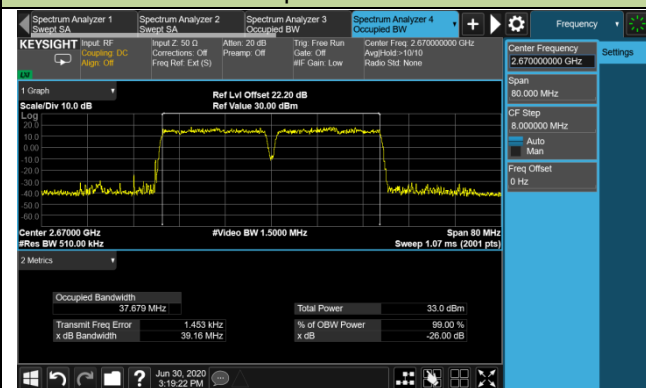 Spectrum Analyzer 1
Swept SA
Spectrum Analyzer 2
Swept SA
Spectrum Analyzer 3
Occupied BW
Spectrum Analyzer 4
Occupied BW
Frequency
KEYSIGHT
Input: RF
Coupling: DC
Align: Off
Input Z: 50 Ω
Corrections: Off
Freq Ref: Ext (S)
Atten: 20 dB
Preamp: Off
Trig: Free Run
Gate: Off
#IF Gain: Low
Center Freq: 2.670000000 GHz
Avg|Hold:>10/10
Radio Std: None
LXI
Center Frequency
2.670000000 GHz
Settings
Span
80.000 MHz
CF Step
8.000000 MHz
Auto
Man
Freq Offset
0 Hz
1 Graph
Scale/Div 10.0 dB
Ref Lvl Offset 22.20 dB
Ref Value 30.00 dBm
Log
20.0
10.0
0.00
-10.0
-20.0
-30.0
-40.0
-50.0
-60.0
Center 2.67000 GHz
#Video BW 1.5000 MHz
Span 80 MHz
#Res BW 510.00 kHz
Sweep 1.07 ms (2001 pts)
2 Metrics
Occupied Bandwidth
37.679 MHz
Total Power
33.0 dBm
Transmit Freq Error
1.453 kHz
% of OBW Power
99.00 %
x dB Bandwidth
39.16 MHz
x dB
-26.00 dB
Jun 30, 2020
3:19:22 PM